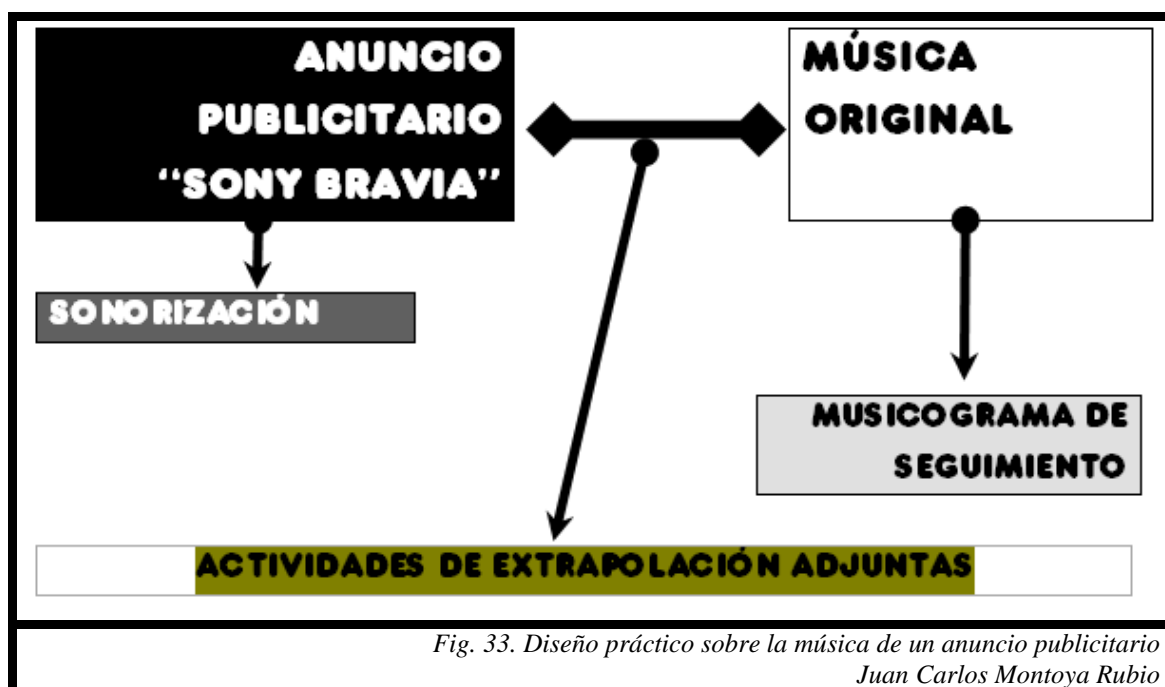 ANUNCIO
PUBLICITARIO
“SONY BRAVIA”
MÚSICA
ORIGINAL
SONORIZACIÓN
MUSICOGRAMA DE
SEGUIMIENTO
ACTIVIDADES DE EXTRAPOLACIÓN ADJUNTAS
Fig. 33. Diseño práctico sobre la música de un anuncio publicitario
Juan Carlos Montoya Rubio